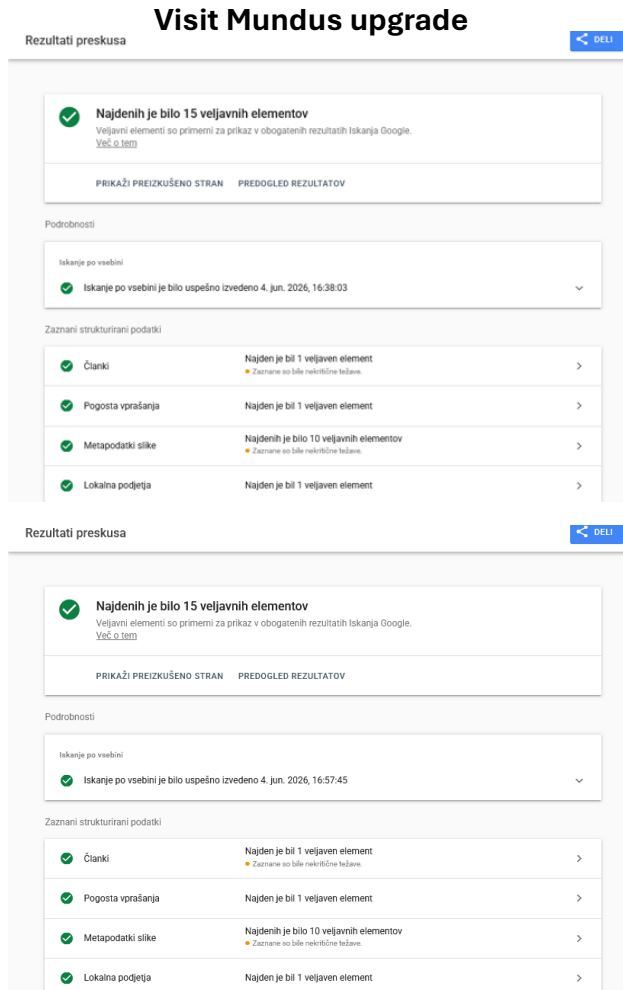 Visit Mundus upgrade
Rezultati preskusa
DELI
Najdenih je bilo 15 veljavnih elementov
Veljavni elementi so primerni za prikaz v obogatenih rezultatih Iskanja Google.
Več o tem
PRIKAŽI PREIZKUŠENO STRAN PREDOGLED REZULTATOV
Podrobnosti
Iskanje po vsebini
Iskanje po vsebini je bilo uspešno izvedeno 4. jun. 2026, 16:38:03
Zaznani strukturirani podatki
Članki Najden je bil 1 veljaven element
Zaznane so bile nekritične težave.
Pogosta vprašanja Najden je bil 1 veljaven element
Metapodatki slike Najdenih je bilo 10 veljavnih elementov
Zaznane so bile nekritične težave.
Lokalna podjetja Najden je bil 1 veljaven element
Rezultati preskusa
DELI
Najdenih je bilo 15 veljavnih elementov
Veljavni elementi so primerni za prikaz v obogatenih rezultatih Iskanja Google.
Več o tem
PRIKAŽI PREIZKUŠENO STRAN PREDOGLED REZULTATOV
Podrobnosti
Iskanje po vsebini
Iskanje po vsebini je bilo uspešno izvedeno 4. jun. 2026, 16:57:45
Zaznani strukturirani podatki
Članki Najden je bil 1 veljaven element
Zaznane so bile nekritične težave.
Pogosta vprašanja Najden je bil 1 veljaven element
Metapodatki slike Najdenih je bilo 10 veljavnih elementov
Zaznane so bile nekritične težave.
Lokalna podjetja Najden je bil 1 veljaven element